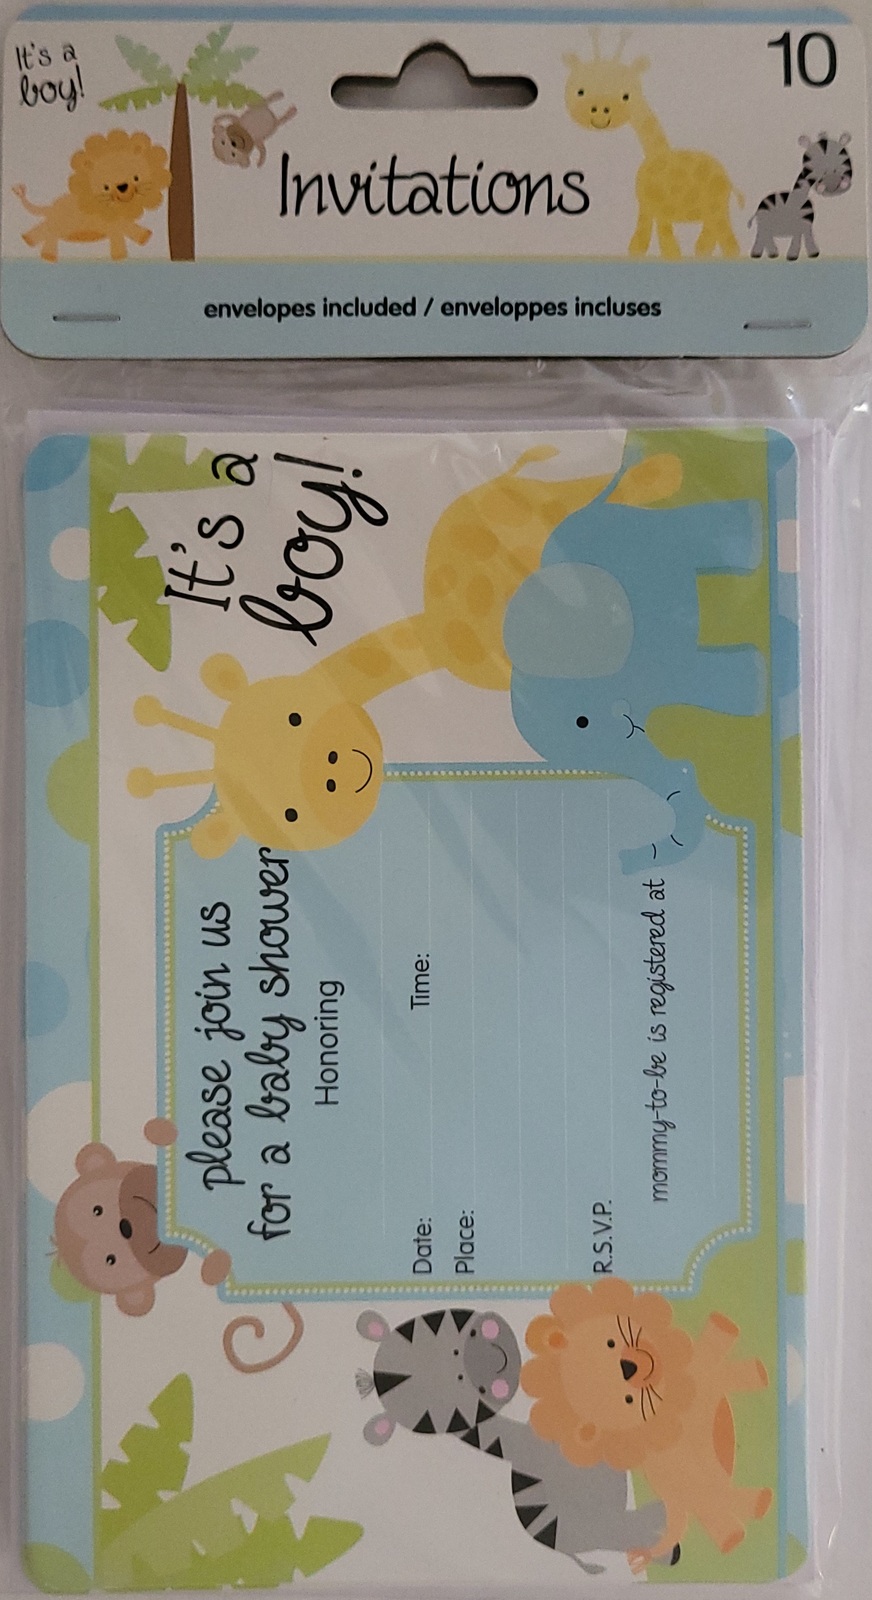 It's a
boy!
10
Invitations
envelopes included / enveloppes incluses
It's a
boy!
please join us
for a baby shower
Honoring
Date: Time:
Place:
R.S.V.P.
mommy-to-be is registered at -